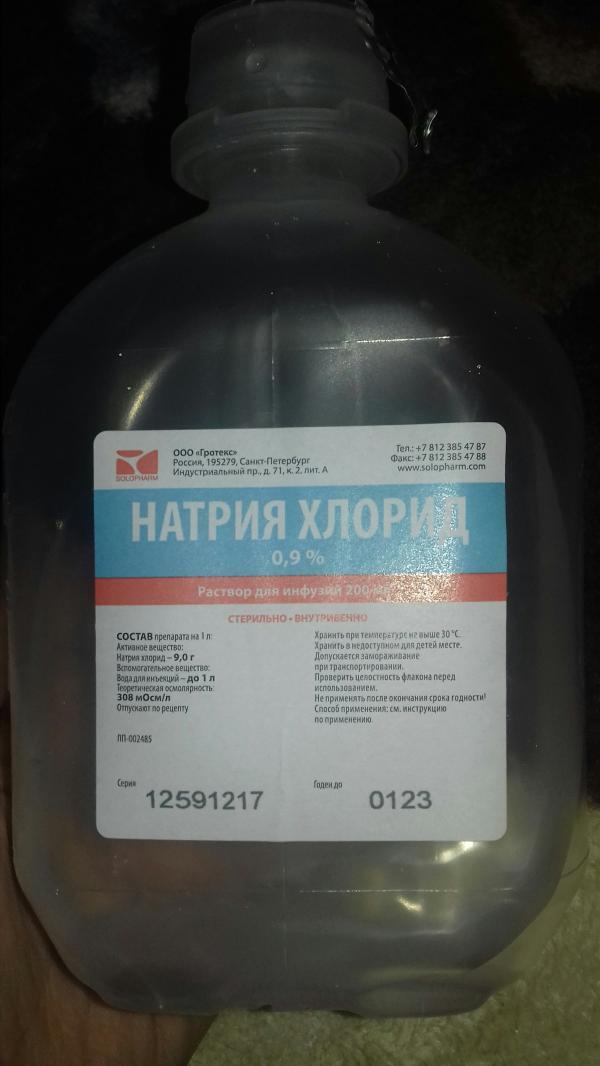 SOLOPHARM
ООО «Гротекс»
Россия, 195279, Санкт-Петербург
Индустриальный пр., д. 71, к. 2, лит. А
Тел.: +7 812 385 47 87
Факс: +7 812 385 47 88
www.solopharm.com
НАТРИЯ ХЛОРИД
0,9 %
Раствор для инфузий 200
СТЕРИЛЬНО • ВНУТРИВЕННО
СОСТАВ препарата на 1 л:
Активное вещество:
Натрия хлорид – 9,0 г
Вспомогательное вещество:
Вода для инъекций – до 1 л
Теоретическая осмолярность:
308 мОсм/л
Отпускают по рецепту
ЛП-002485
Хранить при температуре не выше 30 °С.
Хранить в недоступном для детей месте.
Допускается замораживание
при транспортировании.
Проверить целостность флакона перед
использованием.
Не применять после окончания срока годности!
Способ применения: см. инструкцию
по применению.
Серия 12591217
Годен до 0123